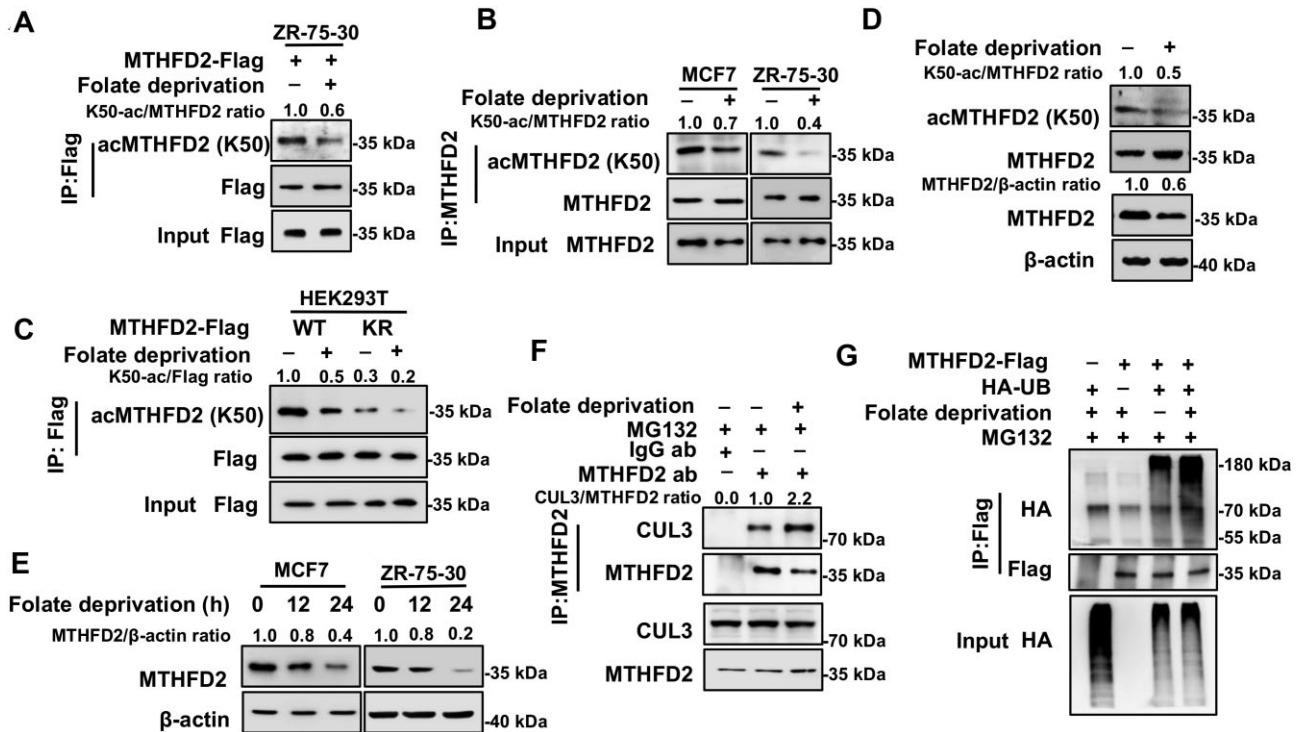 A
ZR-75-30
MTHFD2-Flag + +
Folate deprivation – +
K50-ac/MTHFD2 ratio 1.0 0.6
IP:Flag
acMTHFD2 (K50) -35 kDa
Flag -35 kDa
Input Flag -35 kDa
B
MCF7 ZR-75-30
Folate deprivation – + – +
K50-ac/MTHFD2 ratio 1.0 0.7 1.0 0.4
IP:MTHFD2
acMTHFD2 (K50) -35 kDa
MTHFD2 -35 kDa
Input MTHFD2 -35 kDa
D
Folate deprivation – +
K50-ac/MTHFD2 ratio 1.0 0.5
acMTHFD2 (K50) -35 kDa
MTHFD2 -35 kDa
MTHFD2/β-actin ratio 1.0 0.6
MTHFD2 -35 kDa
β-actin -40 kDa
C
HEK293T
MTHFD2-Flag WT KR
Folate deprivation – + – +
K50-ac/Flag ratio 1.0 0.5 0.3 0.2
IP: Flag
acMTHFD2 (K50) -35 kDa
Flag -35 kDa
Input Flag -35 kDa
E
MCF7 ZR-75-30
Folate deprivation (h) 0 12 24 0 12 24
MTHFD2/β-actin ratio 1.0 0.8 0.4 1.0 0.8 0.2
MTHFD2 -35 kDa
β-actin -40 kDa
F
Folate deprivation – – +
MG132 + + +
IgG ab + – –
MTHFD2 ab – + +
CUL3/MTHFD2 ratio 0.0 1.0 2.2
IP:MTHFD2
CUL3 -70 kDa
MTHFD2 -35 kDa
CUL3 -70 kDa
MTHFD2 -35 kDa
G
MTHFD2-Flag – + + +
HA-UB + – + +
Folate deprivation + + – +
MG132 + + + +
-180 kDa
IP:Flag
HA -70 kDa
-55 kDa
Flag -35 kDa
Input HA